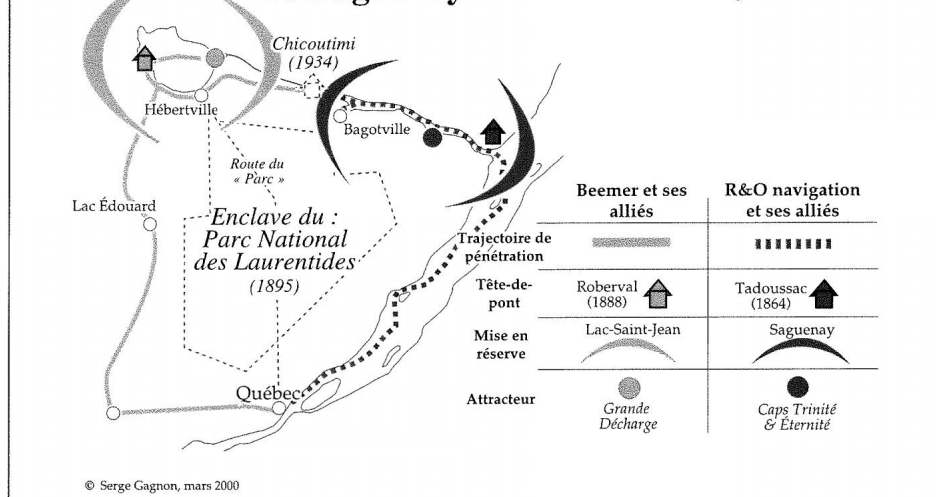 Chicoutimi
(1934)
Hébertville
Bagotville
Route du
« Parc »
Lac Édouard
Enclave du :
Parc National
des Laurentides
(1895)
Québec
Beemer et ses
alliés
R&O navigation
et ses alliés
Trajectoire de
pénétration
Tête-de-
pont
Roberval
(1888)
Tadoussac
(1864)
Mise en
réserve
Lac-Saint-Jean
Saguenay
Attracteur
Grande
Décharge
Caps Trinité
& Éternité
© Serge Gagnon, mars 2000